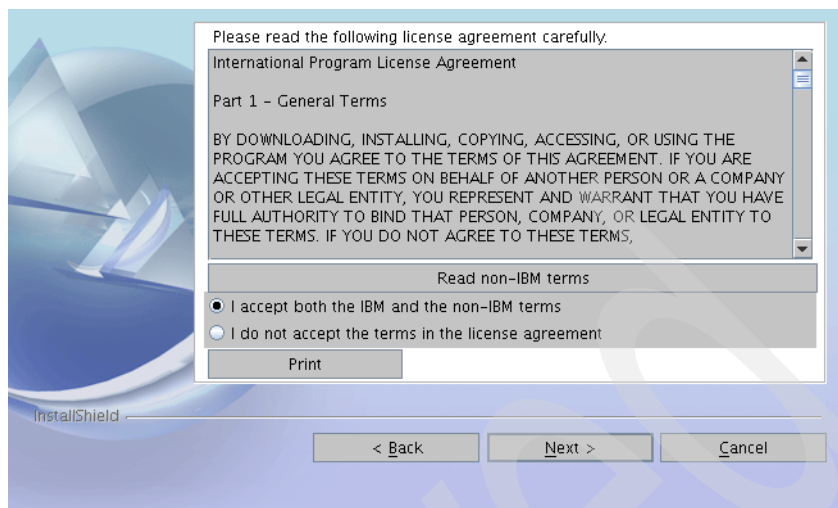 Please read the following license agreement carefully.
International Program License Agreement
Part 1 – General Terms
BY DOWNLOADING, INSTALLING, COPYING, ACCESSING, OR USING THE
PROGRAM YOU AGREE TO THE TERMS OF THIS AGREEMENT. IF YOU ARE
ACCEPTING THESE TERMS ON BEHALF OF ANOTHER PERSON OR A COMPANY
OR OTHER LEGAL ENTITY, YOU REPRESENT AND WARRANT THAT YOU HAVE
FULL AUTHORITY TO BIND THAT PERSON, COMPANY, OR LEGAL ENTITY TO
THESE TERMS. IF YOU DO NOT AGREE TO THESE TERMS,
Read non-IBM terms
I accept both the IBM and the non-IBM terms
I do not accept the terms in the license agreement
Print
InstallShield
< Back
Next >
Cancel